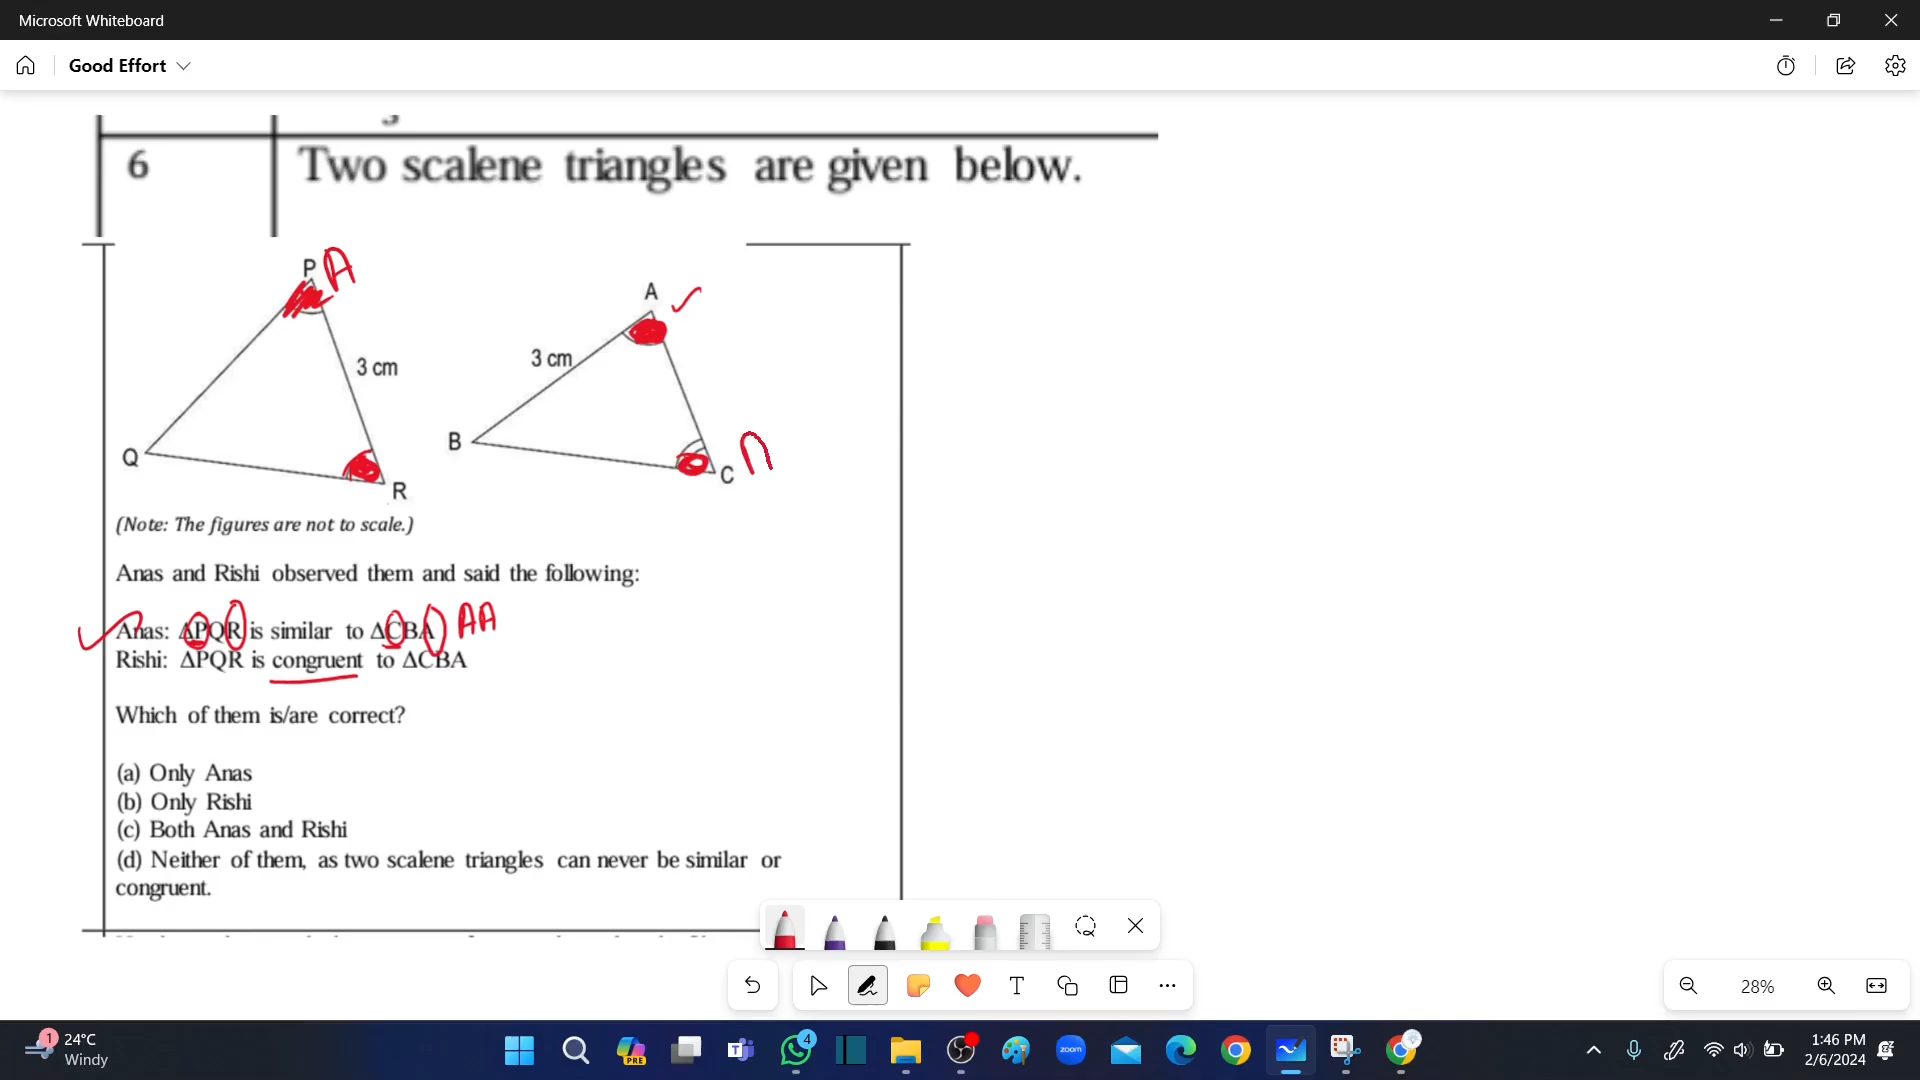 Microsoft Whiteboard
Good Effort
6 Two scalene triangles are given below.
P A
A
3 cm
3 cm
Q
B
R
C
(Note: The figures are not to scale.)
Anas and Rishi observed them and said the following:
Anas: ΔPQR is similar to ΔCBA AA
Rishi: ΔPQR is congruent to ΔCBA
Which of them is/are correct?
(a) Only Anas
(b) Only Rishi
(c) Both Anas and Rishi
(d) Neither of them, as two scalene triangles can never be similar or
congruent.
28%
1
24°C
Windy
PRE
4
zoom
1:46 PM
2/6/2024